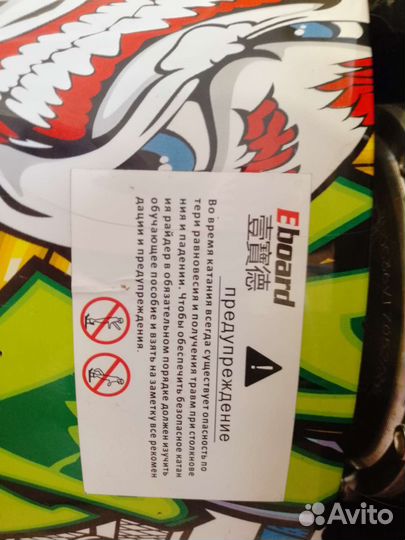 Eboard
壹寶德
предупреждение
Во время катания всегда существует опасность по
тери равновесия и получения травм при столкнове
ния и падении. Чтобы обеспечить безопасное катан
ия райдер в обязательном порядке должен изучить
обучающее пособие и взять на заметку все рекомен
дации и предупреждения.
Avito